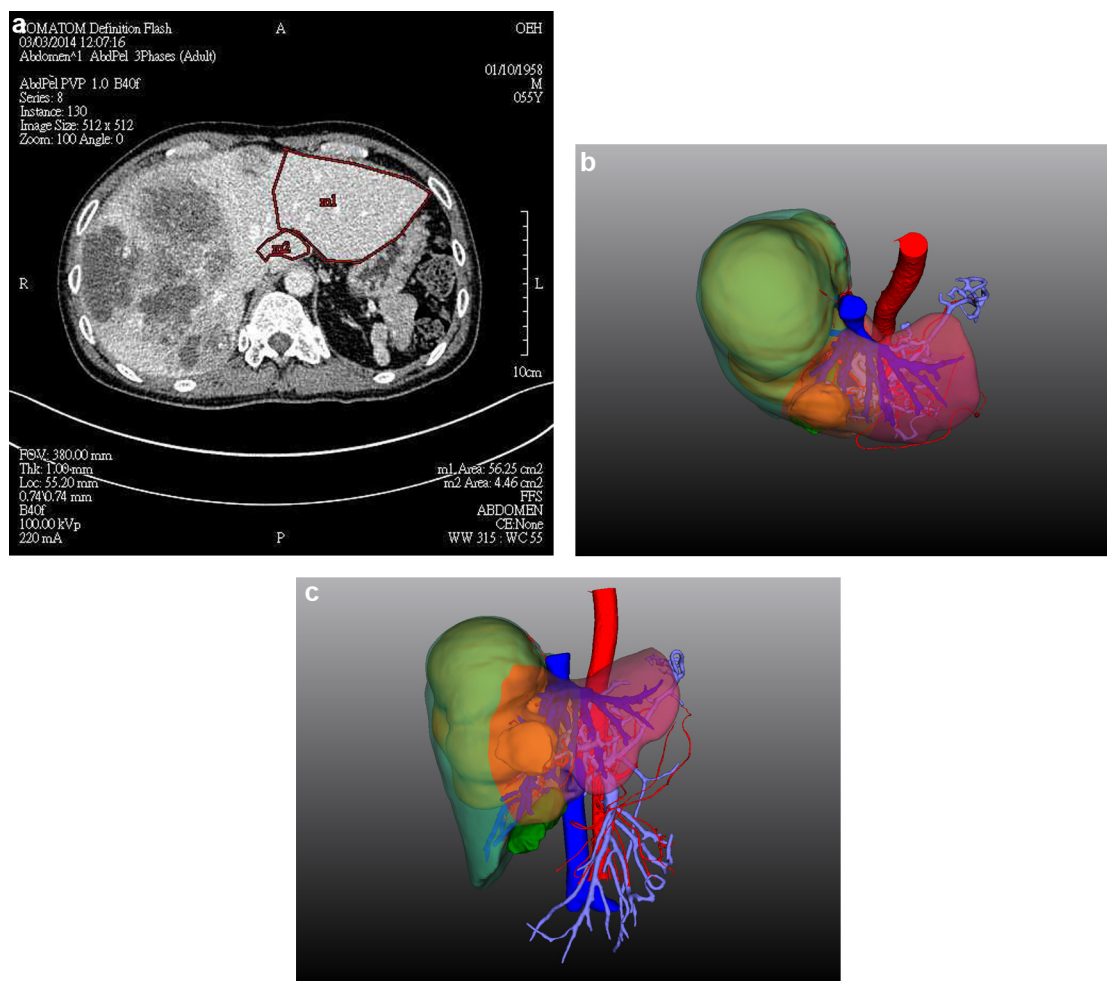 a
SOMATOM Definition Flash
03/03/2014 12:07:16
Abdomen^1 AbdPel 3Phases (Adult)
AbdPel PVP 1.0 B40f
Series: 8
Instance: 130
Image Size: 512 x 512
Zoom: 100 Angle: 0
A
OEH
01/10/1958
M
055Y
m1
m2
R
L
10cm
FOV: 380.00 mm
Thk: 1.00 mm
Loc: 55.20 mm
0.74\0.74 mm
B40f
100.00 kVp
220 mA
P
m1 Area: 56.25 cm2
m2 Area: 4.46 cm2
FFS
ABDOMEN
CE:None
WW 315 : WC 55
b
c